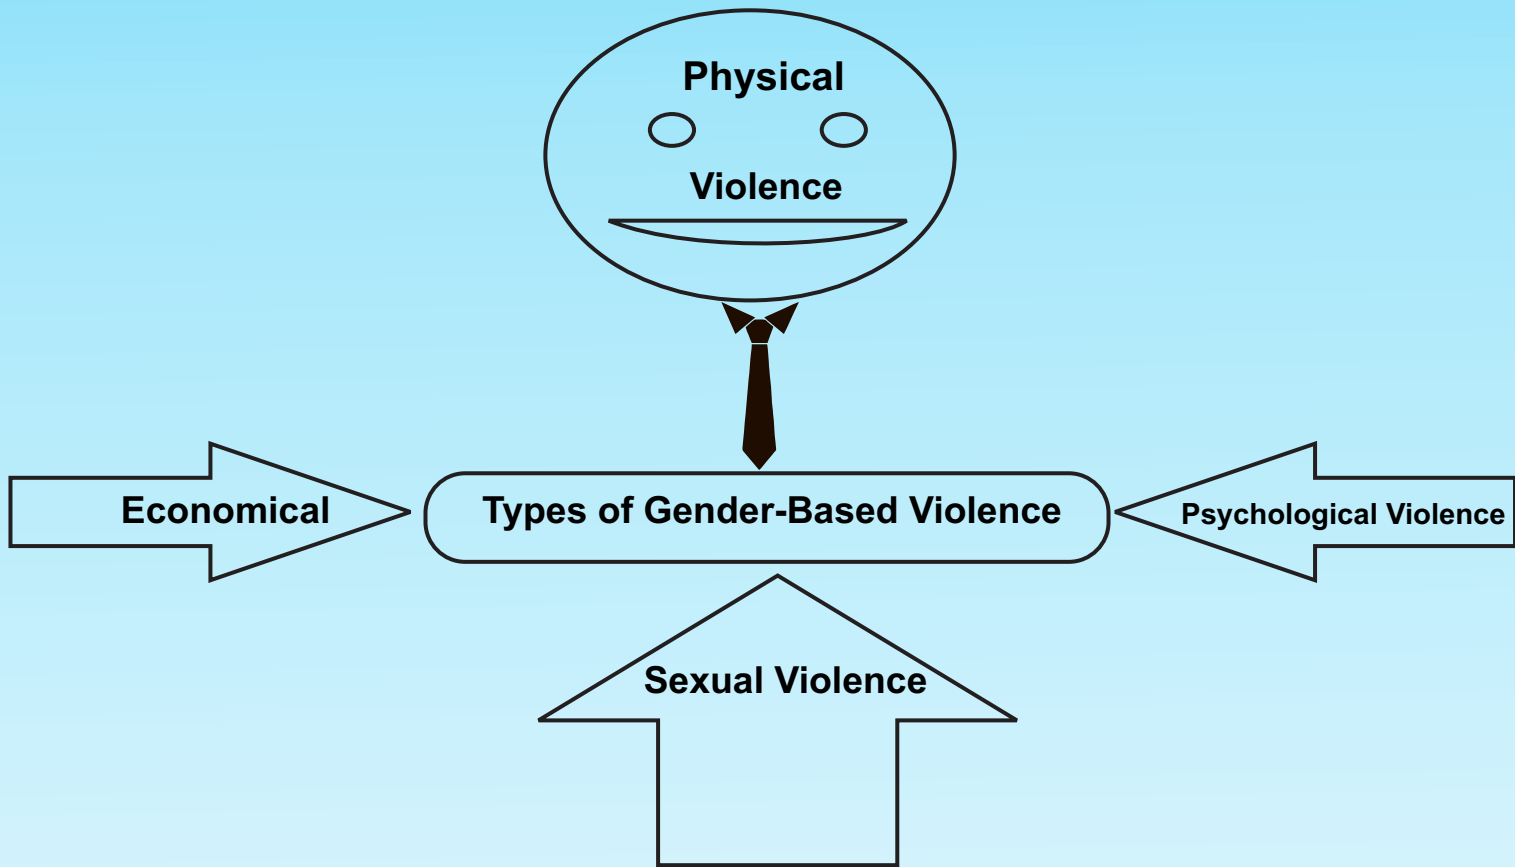 Physical
Violence
Economical
Types of Gender-Based Violence
Psychological Violence
Sexual Violence